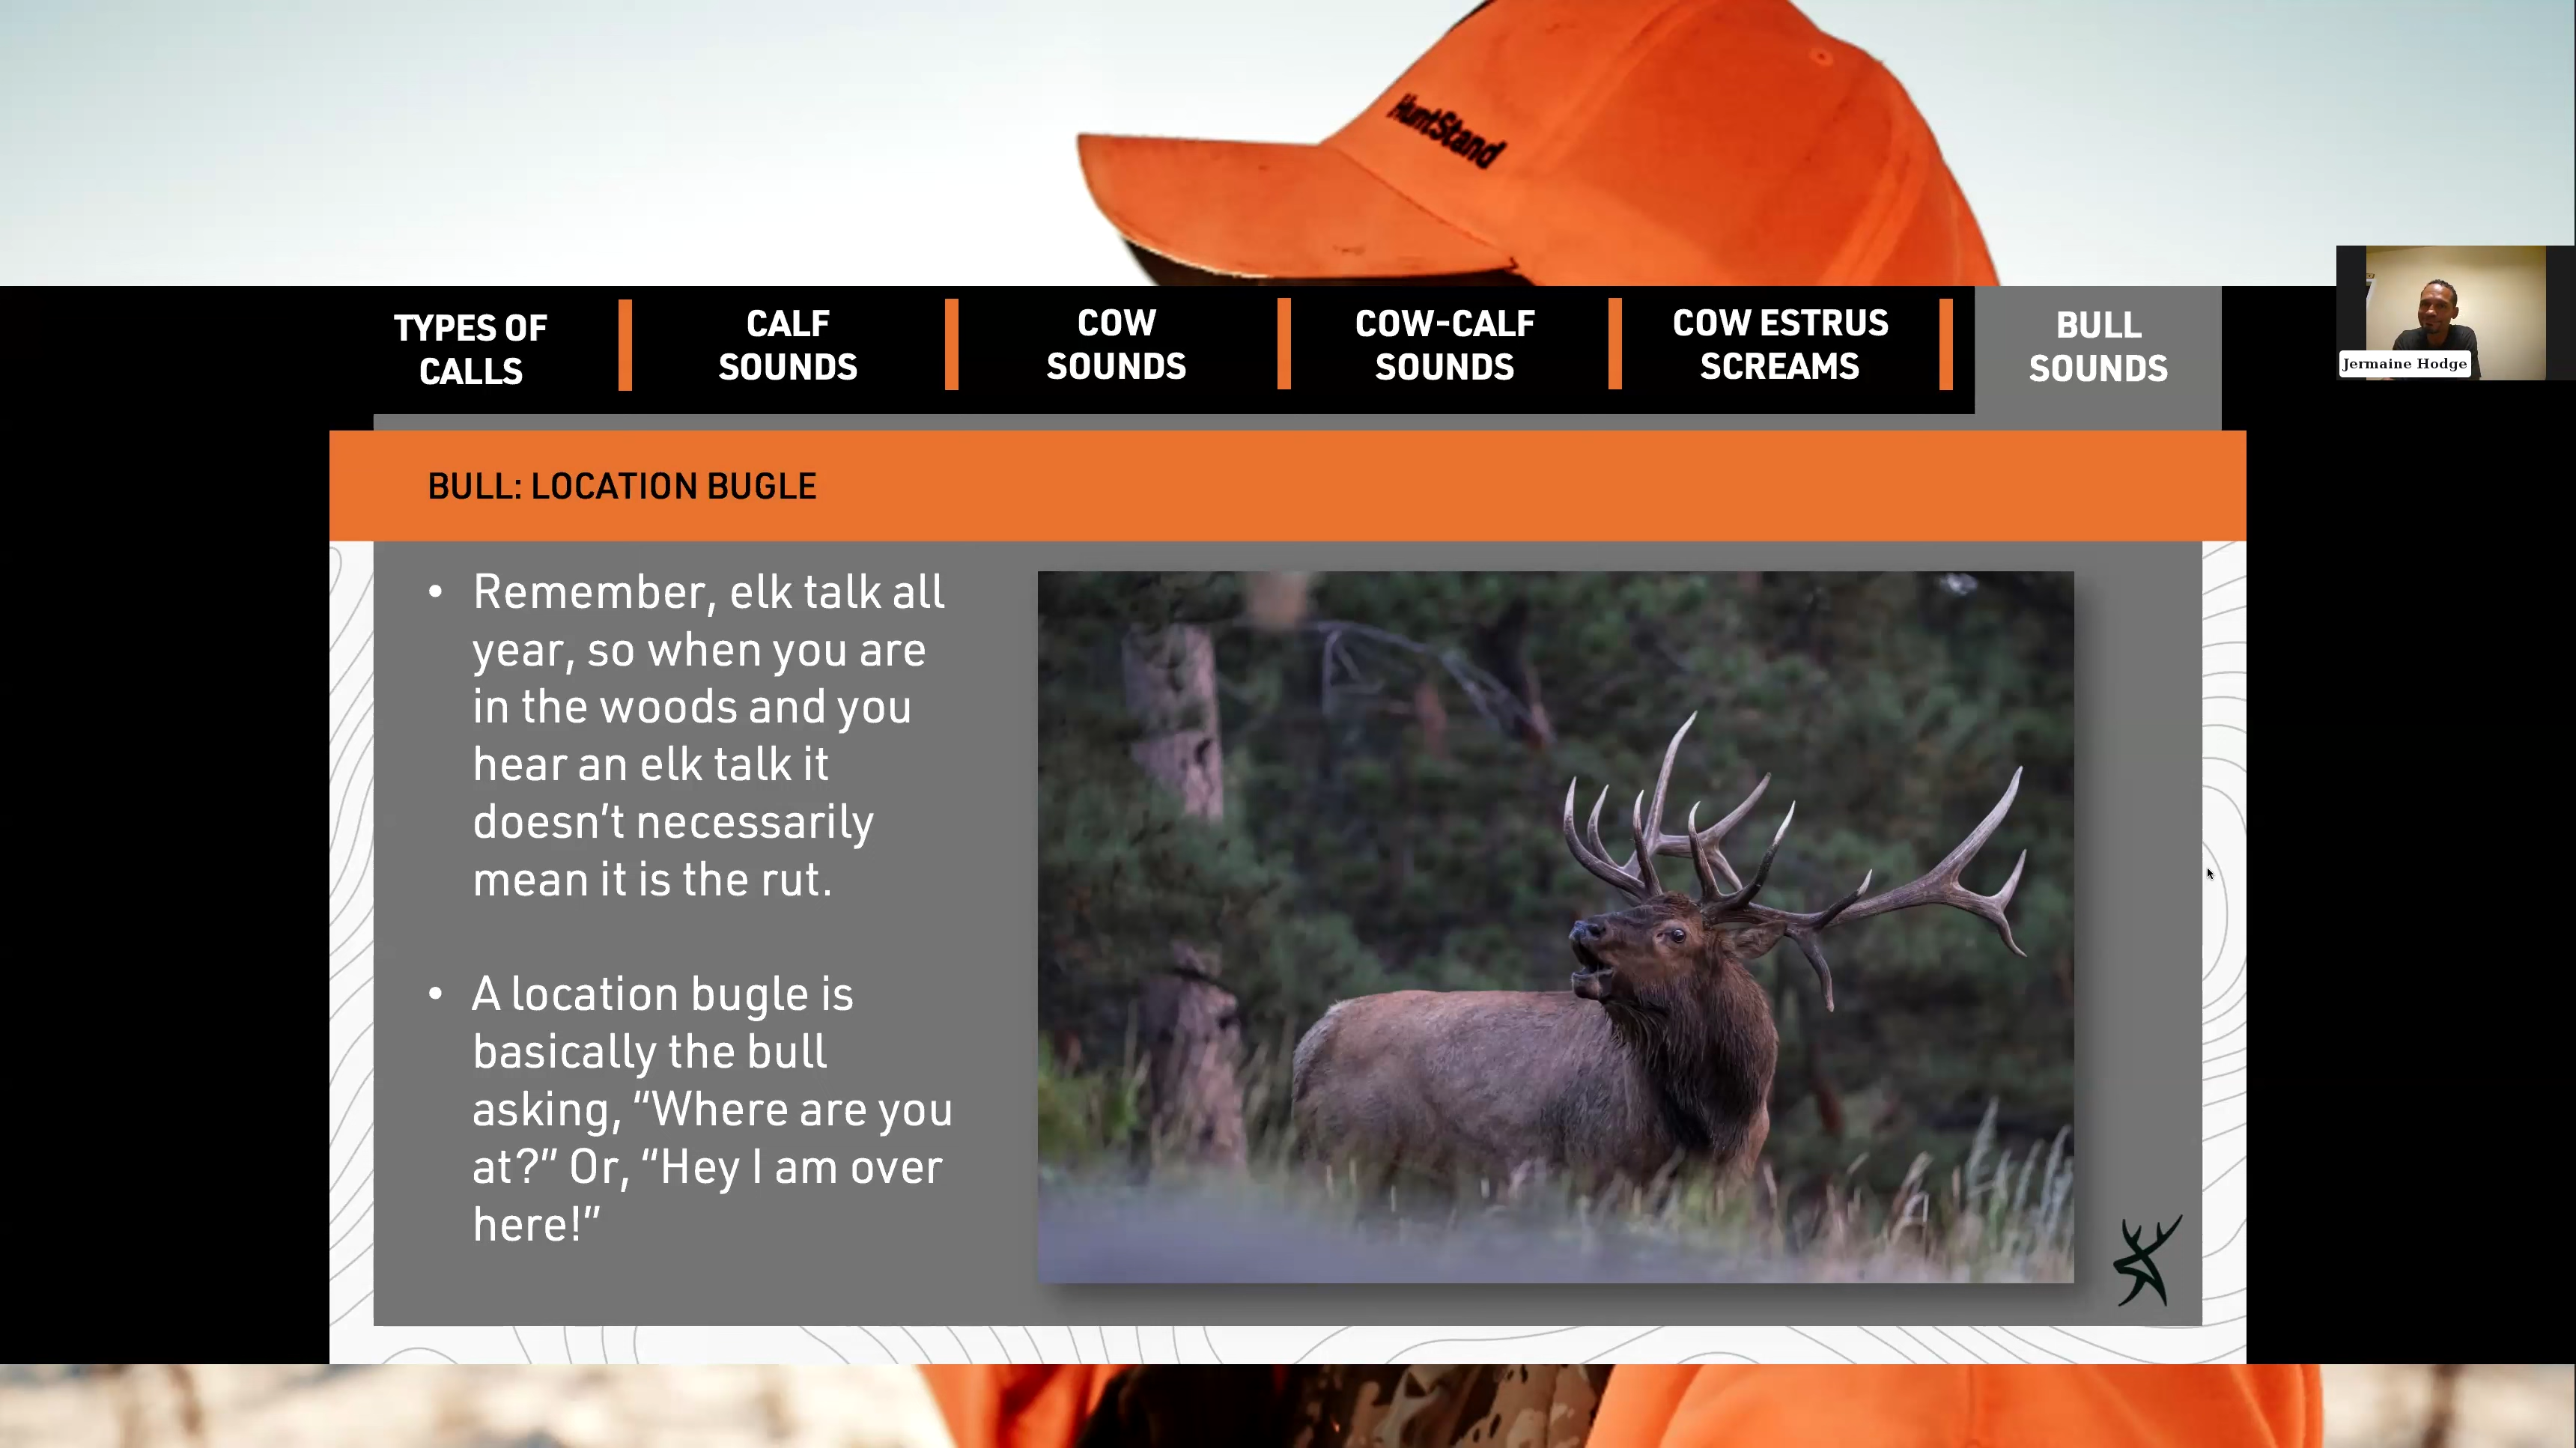 HuntStand
TYPES OF
CALLS
CALF
SOUNDS
COW
SOUNDS
COW-CALF
SOUNDS
COW ESTRUS
SCREAMS
BULL
SOUNDS
Jermaine Hodge
BULL: LOCATION BUGLE
• Remember, elk talk all
year, so when you are
in the woods and you
hear an elk talk it
doesn’t necessarily
mean it is the rut.
• A location bugle is
basically the bull
asking, “Where are you
at?” Or, “Hey I am over
here!”